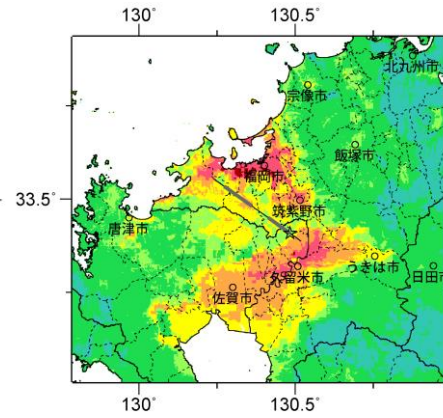 130° 130.5°
北九州市
宗像市
飯塚市
福岡市
33.5°
筑紫野市
唐津市
久留米市
うきは市
日田市
佐賀市
130° 130.5°